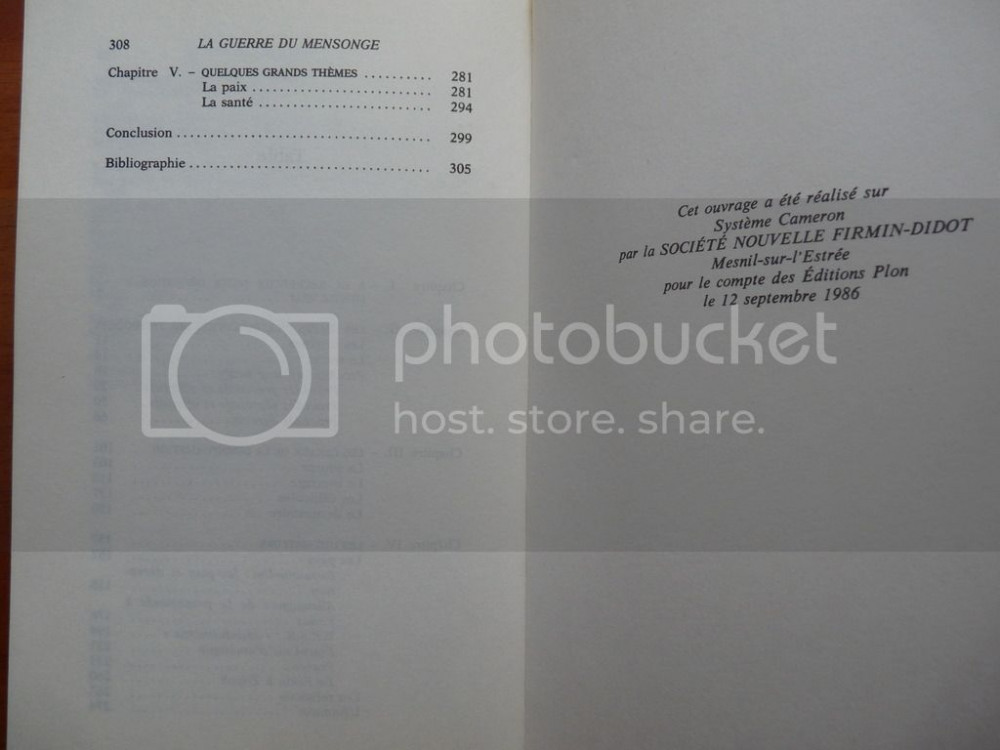 308 LA GUERRE DU MENSONGE
Chapitre V. – QUELQUES GRANDS THÈMES .......... 281
La paix .......................... 281
La santé ......................... 294
Conclusion .................................... 299
Bibliographie .................................. 305
Cet ouvrage a été réalisé sur
Système Cameron
par la SOCIÉTÉ NOUVELLE FIRMIN-DIDOT
Mesnil-sur-l'Estrée
pour le compte des Éditions Plon
le 12 septembre 1986
photobucket
host. store. share.